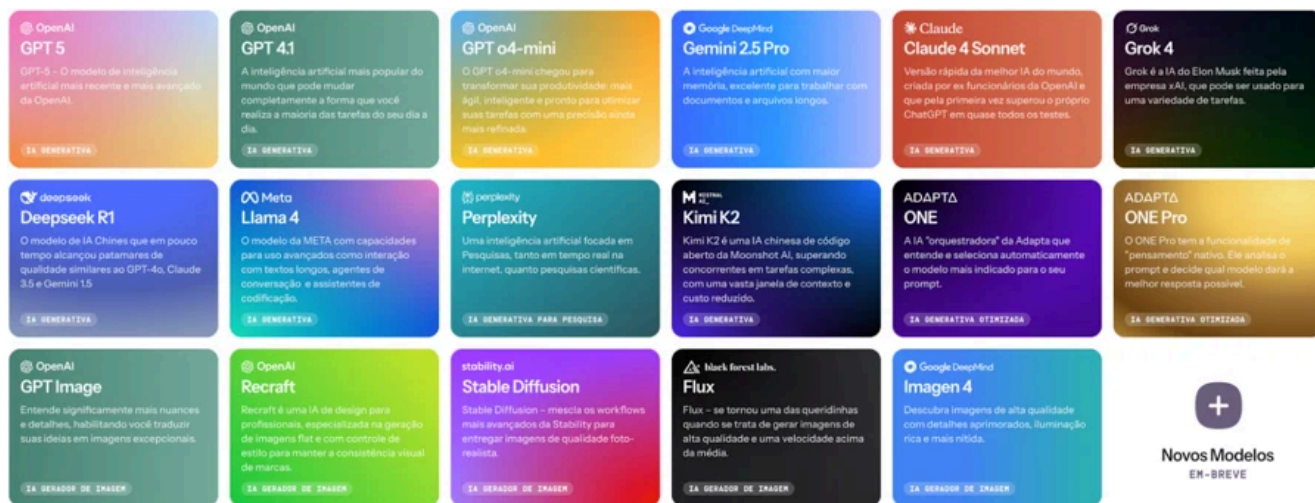 OpenAI
GPT 5
GPT-5 – O modelo de inteligência
artificial mais recente e mais avançado
da OpenAI.
IA GENERATIVA
OpenAI
GPT 4.1
A inteligência artificial mais popular do
mundo que pode mudar
completamente a forma que você
realiza a maioria das tarefas do seu dia a
dia.
IA GENERATIVA
OpenAI
GPT o4-mini
O GPT o4-mini chegou para
transformar sua produtividade: mais
ágil, inteligente e pronto para otimizar
suas tarefas com uma precisão ainda
mais refinada.
IA GENERATIVA
Google DeepMind
Gemini 2.5 Pro
A inteligência artificial com maior
memória, excelente para trabalhar com
documentos e arquivos longos.
IA GENERATIVA
Claude
Claude 4 Sonnet
Versão rápida da melhor IA do mundo,
criada por ex funcionários da OpenAI e
que pela primeira vez superou o próprio
ChatGPT em quase todos os testes.
IA GENERATIVA
Grok
Grok 4
Grok é a IA do Elon Musk feita pela
empresa xAI, que pode ser usado para
uma variedade de tarefas.
IA GENERATIVA
deepseek
Deepseek R1
O modelo de IA Chines que em pouco
tempo alcançou patamares de
qualidade similares ao GPT-4o, Claude
3.5 e Gemini 1.5
IA GENERATIVA
Meta
Llama 4
O modelo da META com capacidades
para uso avançados como interação
com textos longos, agentes de
conversação e assistentes de
codificação.
IA GENERATIVA
perplexity
Perplexity
Uma inteligência artificial focada em
Pesquisas, tanto em tempo real na
internet, quanto pesquisas científicas.
IA GENERATIVA PARA PESQUISA
MISTRAL
AI_
Kimi K2
Kimi K2 é uma IA chinesa de código
aberto da Moonshot AI, superando
concorrentes em tarefas complexas,
com uma vasta janela de contexto e
custo reduzido.
IA GENERATIVA
ADAPTA
ONE
A IA "orquestradora" da Adapta que
entende e seleciona automaticamente
o modelo mais indicado para o seu
prompt.
IA GENERATIVA OTIMIZADA
ADAPTA
ONE Pro
O ONE Pro tem a funcionalidade de
"pensamento" nativo. Ele analisa o
prompt e decide qual modelo dará a
melhor resposta possível.
IA GENERATIVA OTIMIZADA
OpenAI
GPT Image
Entende significamente mais nuances
e detalhes, habilitando você traduzir
suas ideias em imagens excepcionais.
IA GERADOR DE IMAGEM
OpenAI
Recraft
Recraft é uma IA de design para
profissionais, especializada na geração
de imagens flat e com controle de
estilo para manter a consistência visual
de marcas.
IA GERADOR DE IMAGEM
stability.ai
Stable Diffusion
Stable Diffusion – mescla os workflows
mais avançados da Stability para
entregar imagens de qualidade foto-
realista.
IA GERADOR DE IMAGEM
black forest labs.
Flux
Flux – se tornou uma das queridinhas
quando se trata de gerar imagens de
alta qualidade e uma velocidade acima
da média.
IA GERADOR DE IMAGEM
Google DeepMind
Imagen 4
Descubra imagens de alta qualidade
com detalhes aprimorados, iluminação
rica e mais nítida.
IA GERADOR DE IMAGEM
Novos Modelos
EM-BREVE